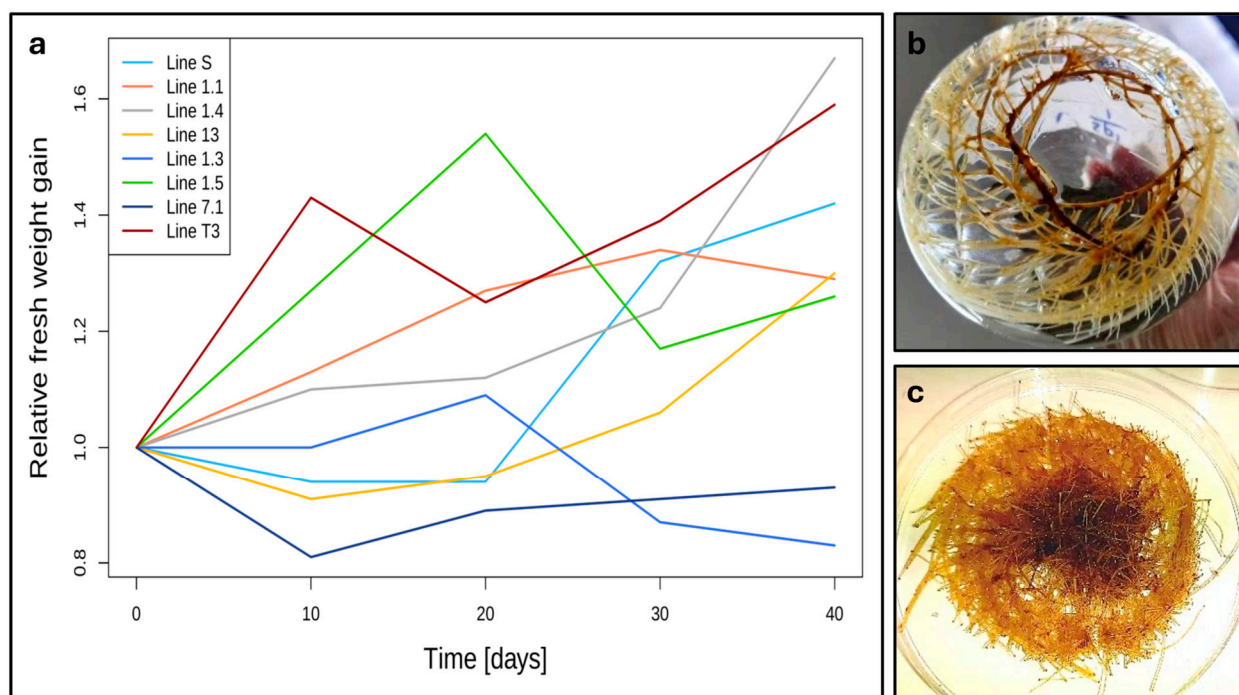 a
Line S
Line 1.1
Line 1.4
Line 13
Line 1.3
Line 1.5
Line 7.1
Line T3
Relative fresh weight gain
1.6
1.4
1.2
1.0
0.8
0
10
20
30
40
Time [days]
b
c